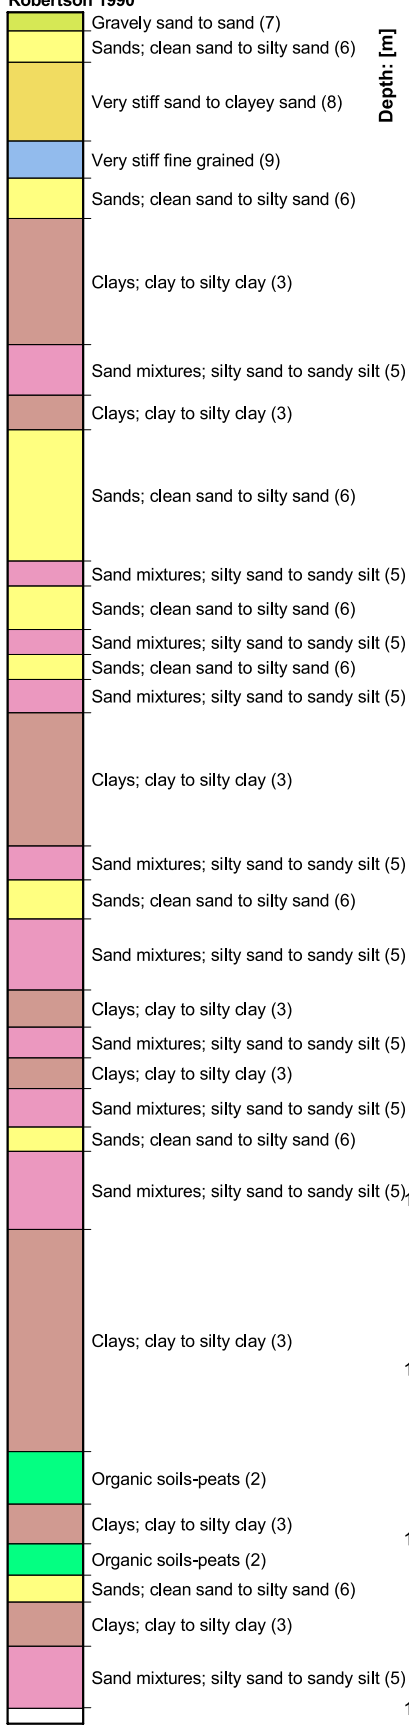 Robertson 1990
Depth: [m]
Gravely sand to sand (7)
Sands; clean sand to silty sand (6)
Very stiff sand to clayey sand (8)
Very stiff fine grained (9)
Sands; clean sand to silty sand (6)
Clays; clay to silty clay (3)
Sand mixtures; silty sand to sandy silt (5)
Clays; clay to silty clay (3)
Sands; clean sand to silty sand (6)
Sand mixtures; silty sand to sandy silt (5)
Sands; clean sand to silty sand (6)
Sand mixtures; silty sand to sandy silt (5)
Sands; clean sand to silty sand (6)
Sand mixtures; silty sand to sandy silt (5)
Clays; clay to silty clay (3)
Sand mixtures; silty sand to sandy silt (5)
Sands; clean sand to silty sand (6)
Sand mixtures; silty sand to sandy silt (5)
Clays; clay to silty clay (3)
Sand mixtures; silty sand to sandy silt (5)
Clays; clay to silty clay (3)
Sand mixtures; silty sand to sandy silt (5)
Sands; clean sand to silty sand (6)
Sand mixtures; silty sand to sandy silt (5)
Clays; clay to silty clay (3)
Organic soils-peats (2)
Clays; clay to silty clay (3)
Organic soils-peats (2)
Sands; clean sand to silty sand (6)
Clays; clay to silty clay (3)
Sand mixtures; silty sand to sandy silt (5)